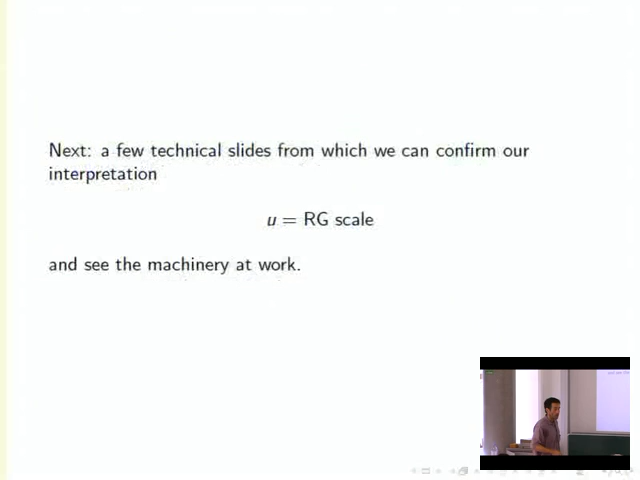 Next: a few technical slides from which we can confirm our
interpretation
u = RG scale
and see the machinery at work.